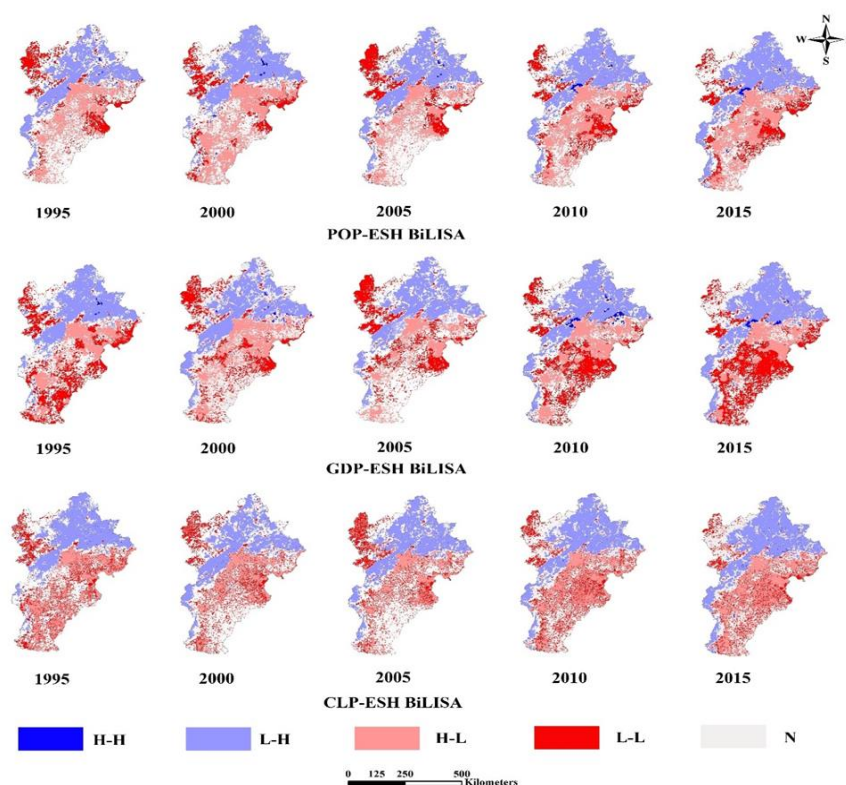 N
W
S
1995 2000 2005 2010 2015
POP-ESH BiLISA
1995 2000 2005 2010 2015
GDP-ESH BiLISA
1995 2000 2005 2010 2015
CLP-ESH BiLISA
H-H L-H H-L L-L N
0 125 250 500
Kilometers